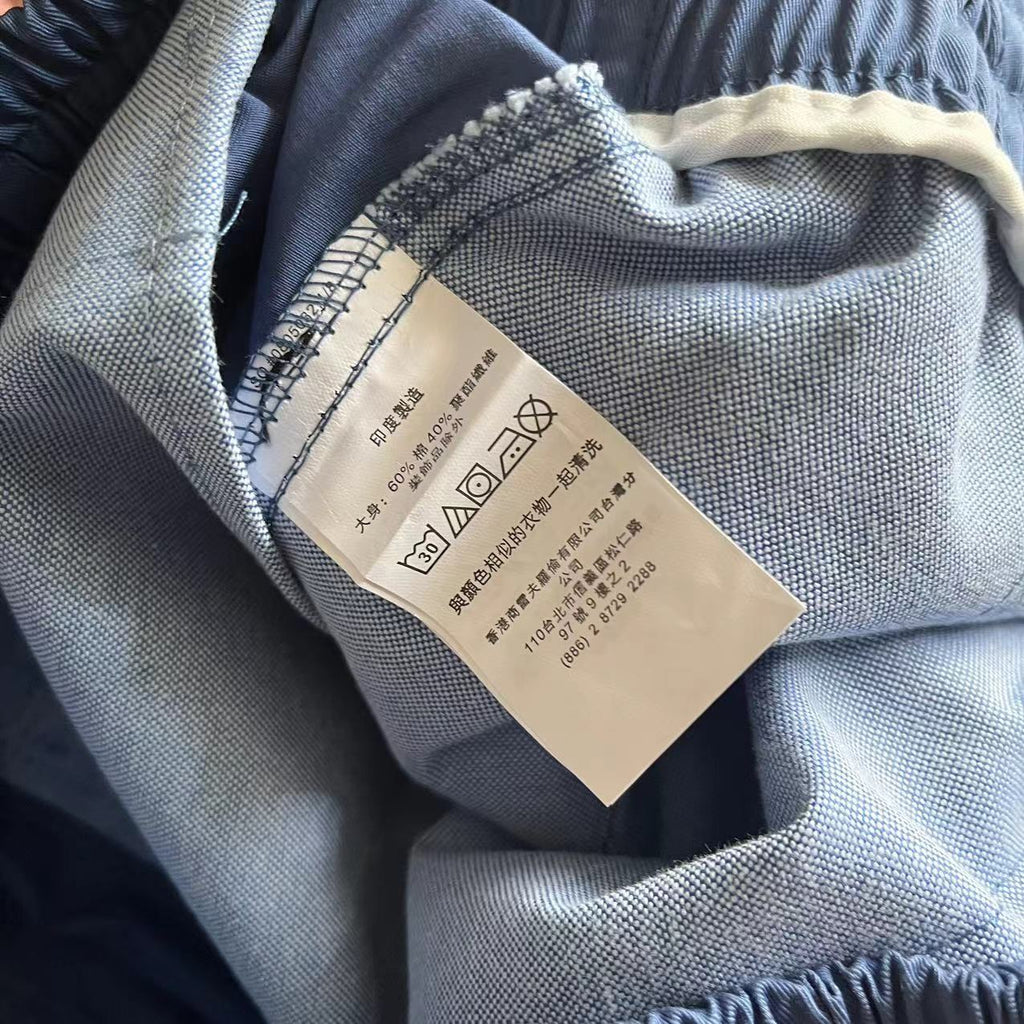 印度製造
大身: 60% 棉 40% 聚酯纖維
裝飾品除外
30
與顏色相似的衣物一起清洗
香港商雷夫羅倫有限公司台灣分
公司
110台北市信義區松仁路
97 號 9 樓之 2
(886) 2 8729 2288